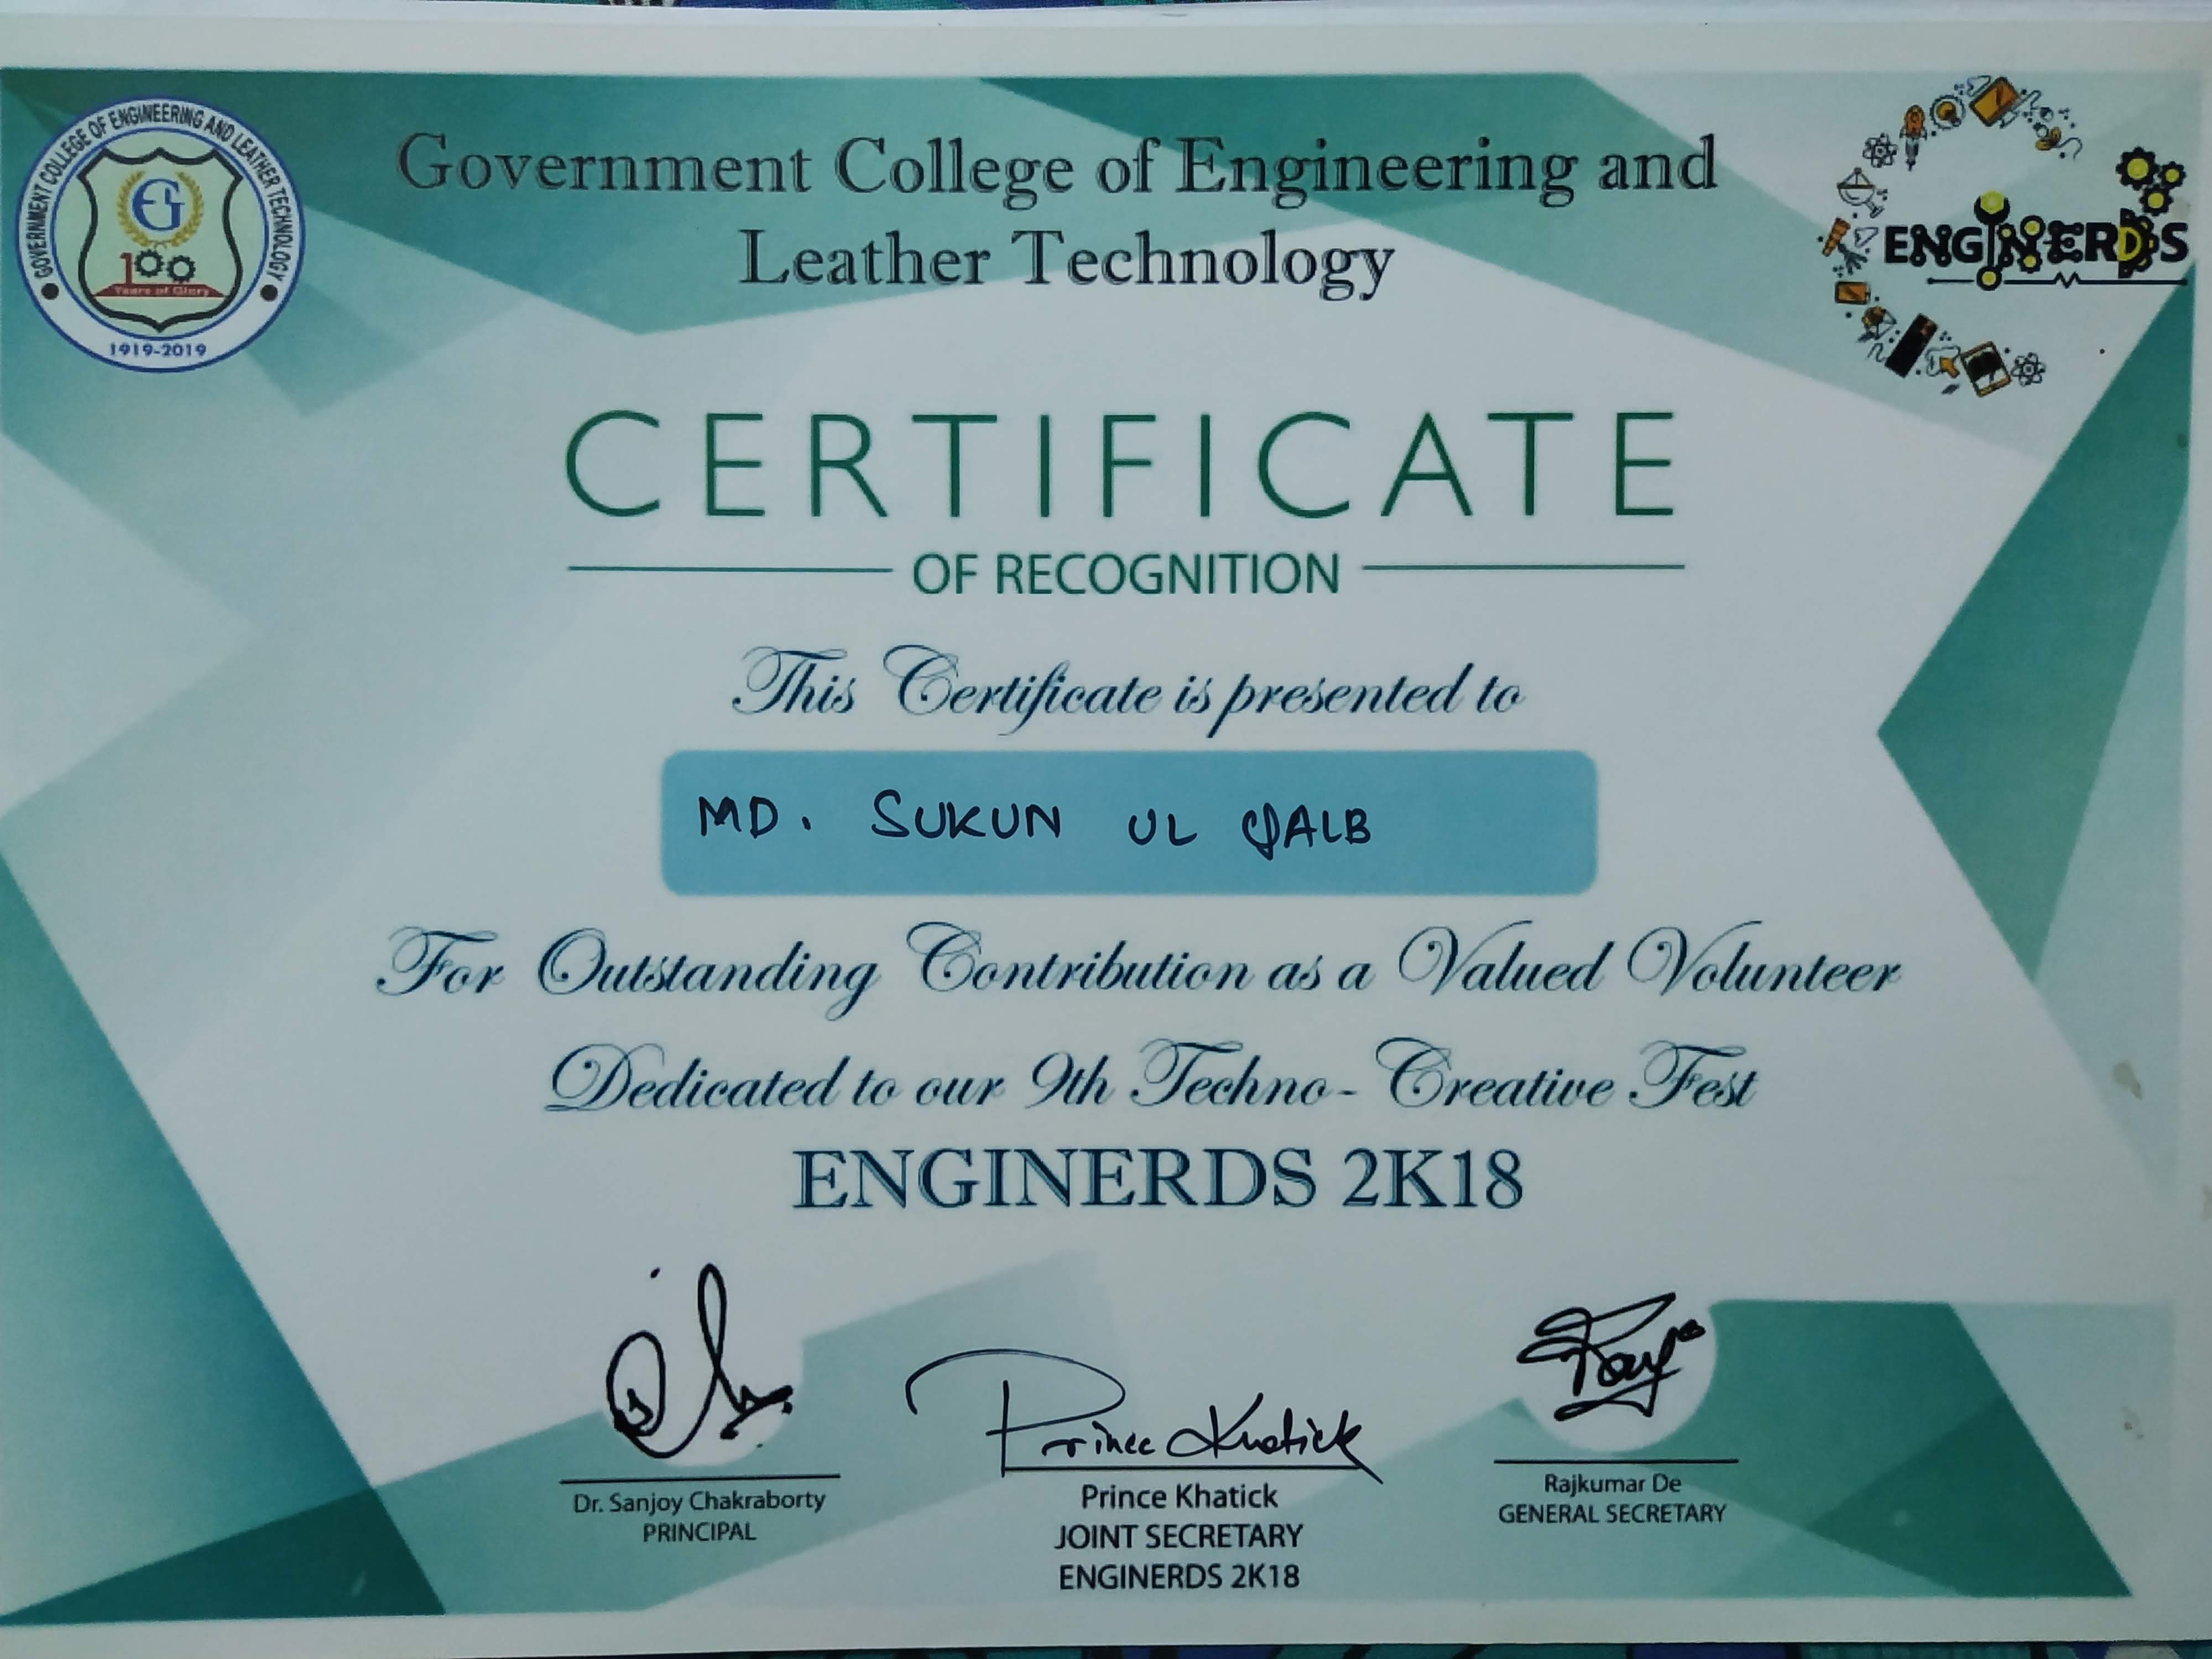 GOVERNMENT COLLEGE OF ENGINEERING AND LEATHER TECHNOLOGY
100
Years of Glory
1919-2019
Government College of Engineering and
Leather Technology
ENGINERDS
CERTIFICATE
OF RECOGNITION
This Certificate is presented to
MD. SUKUN UL QALB
For Outstanding Contribution as a Valued Volunteer
Dedicated to our 9th Techno-Creative Fest
ENGINERDS 2K18
Prince Khatick
Dr. Sanjoy Chakraborty
PRINCIPAL
Prince Khatick
JOINT SECRETARY
ENGINERDS 2K18
Rajkumar De
GENERAL SECRETARY